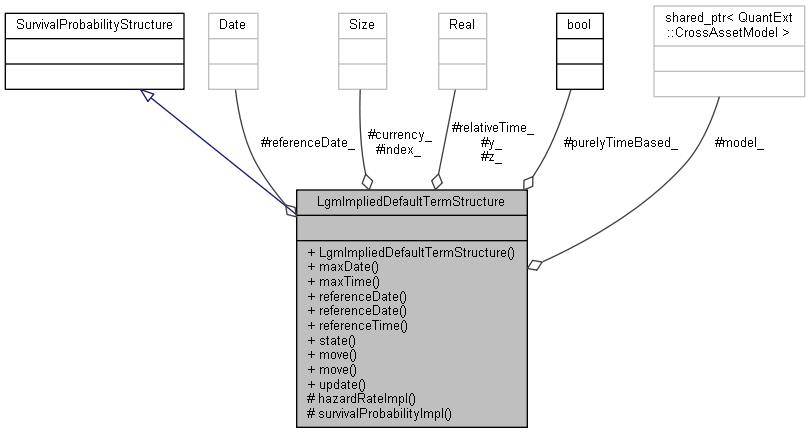 SurvivalProbabilityStructure
Date
Size
Real
bool
shared_ptr< QuantExt
::CrossAssetModel >
#referenceDate_
#currency_
#index_
#relativeTime_
#y_
#z_
#purelyTimeBased_
#model_
LgmImpliedDefaultTermStructure
+ LgmImpliedDefaultTermStructure()
+ maxDate()
+ maxTime()
+ referenceDate()
+ referenceDate()
+ referenceTime()
+ state()
+ move()
+ move()
+ update()
# hazardRateImpl()
# survivalProbabilityImpl()